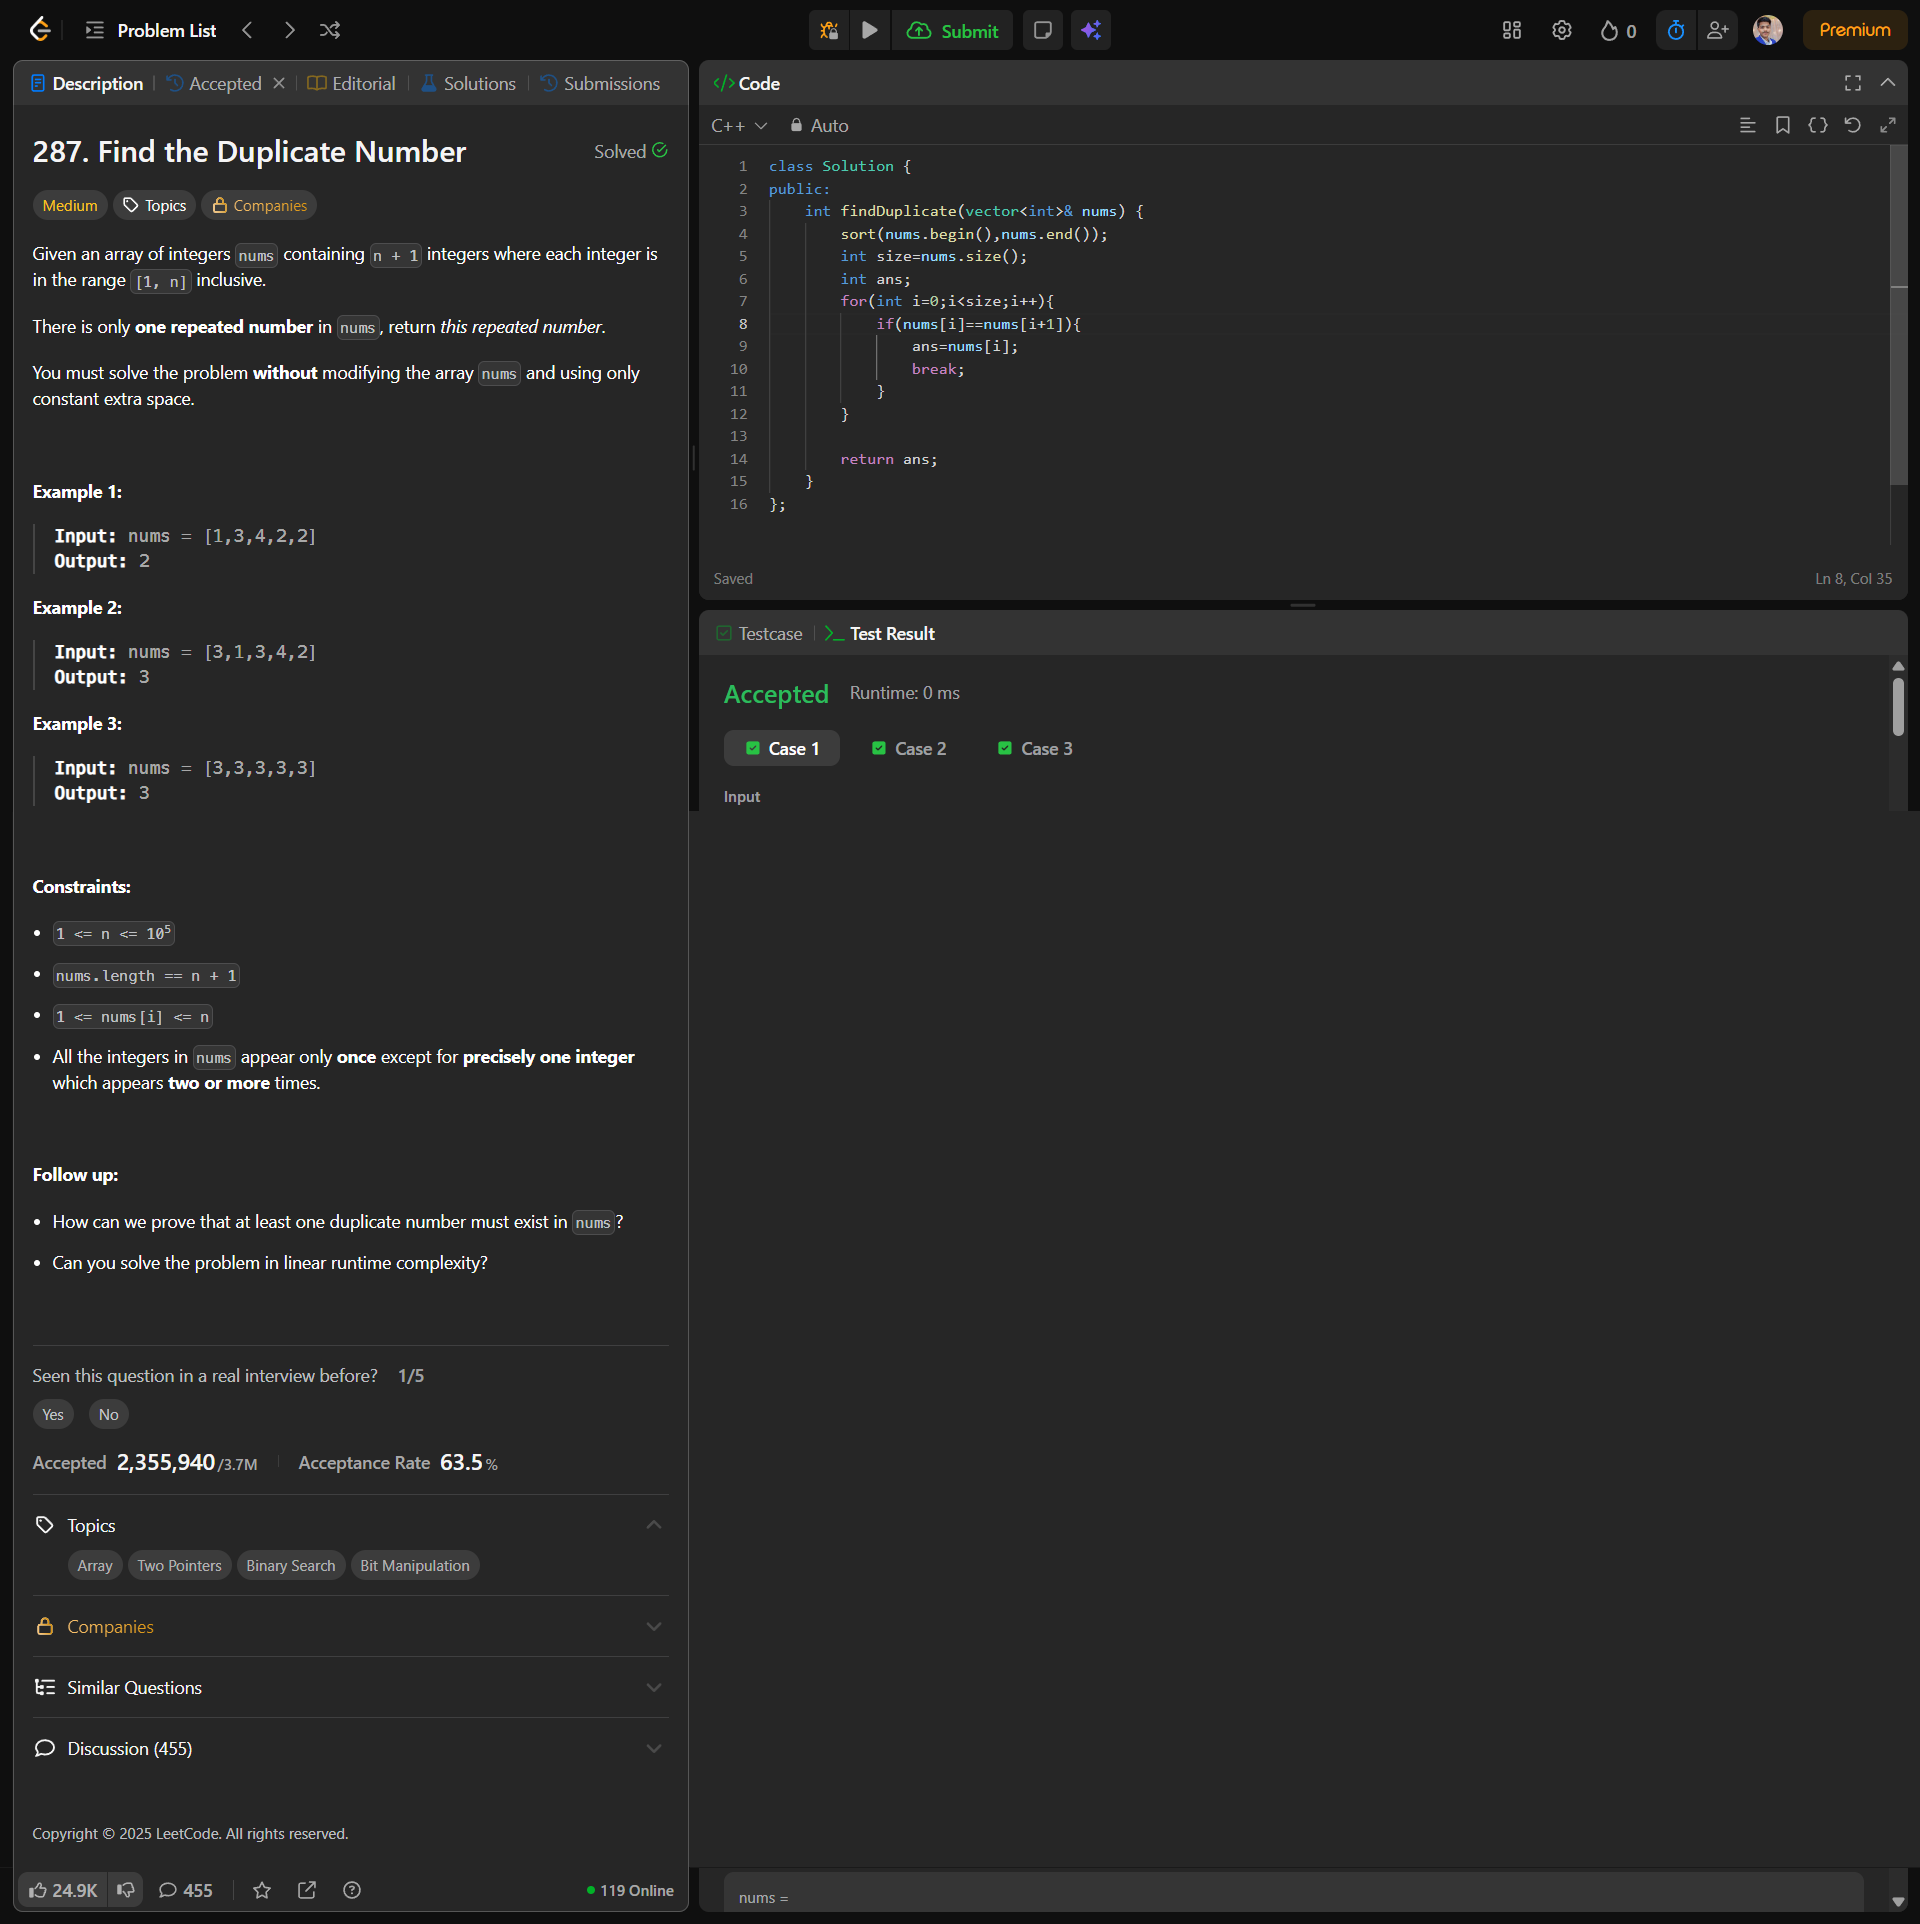 Problem List
Submit
0
Premium
Description
Accepted
Editorial
Solutions
Submissions
287. Find the Duplicate Number
Solved
Medium
Topics
Companies
Given an array of integers nums containing n + 1 integers where each integer is
in the range [1, n] inclusive.
There is only one repeated number in nums, return this repeated number.
You must solve the problem without modifying the array nums and using only
constant extra space.
Example 1:
Input: nums = [1,3,4,2,2]
Output: 2
Example 2:
Input: nums = [3,1,3,4,2]
Output: 3
Example 3:
Input: nums = [3,3,3,3,3]
Output: 3
Constraints:
• 1 <= n <= 10⁵
• nums.length == n + 1
• 1 <= nums[i] <= n
• All the integers in nums appear only once except for precisely one integer
which appears two or more times.
Follow up:
• How can we prove that at least one duplicate number must exist in nums?
• Can you solve the problem in linear runtime complexity?
Seen this question in a real interview before? 1/5
Yes No
Accepted 2,355,940/3.7M Acceptance Rate 63.5%
Topics
Array Two Pointers Binary Search Bit Manipulation
Companies
Similar Questions
Discussion (455)
Copyright © 2025 LeetCode. All rights reserved.
24.9K 455 119 Online
</> Code
C++ Auto
1 class Solution {
2 public:
3     int findDuplicate(vector<int>& nums) {
4         sort(nums.begin(),nums.end());
5         int size=nums.size();
6         int ans;
7         for(int i=0;i<size;i++){
8             if(nums[i]==nums[i+1]){
9                 ans=nums[i];
10                 break;
11             }
12         }
13
14         return ans;
15     }
16 };
Saved Ln 8, Col 35
Testcase
>_ Test Result
Accepted Runtime: 0 ms
Case 1 Case 2 Case 3
Input
nums =